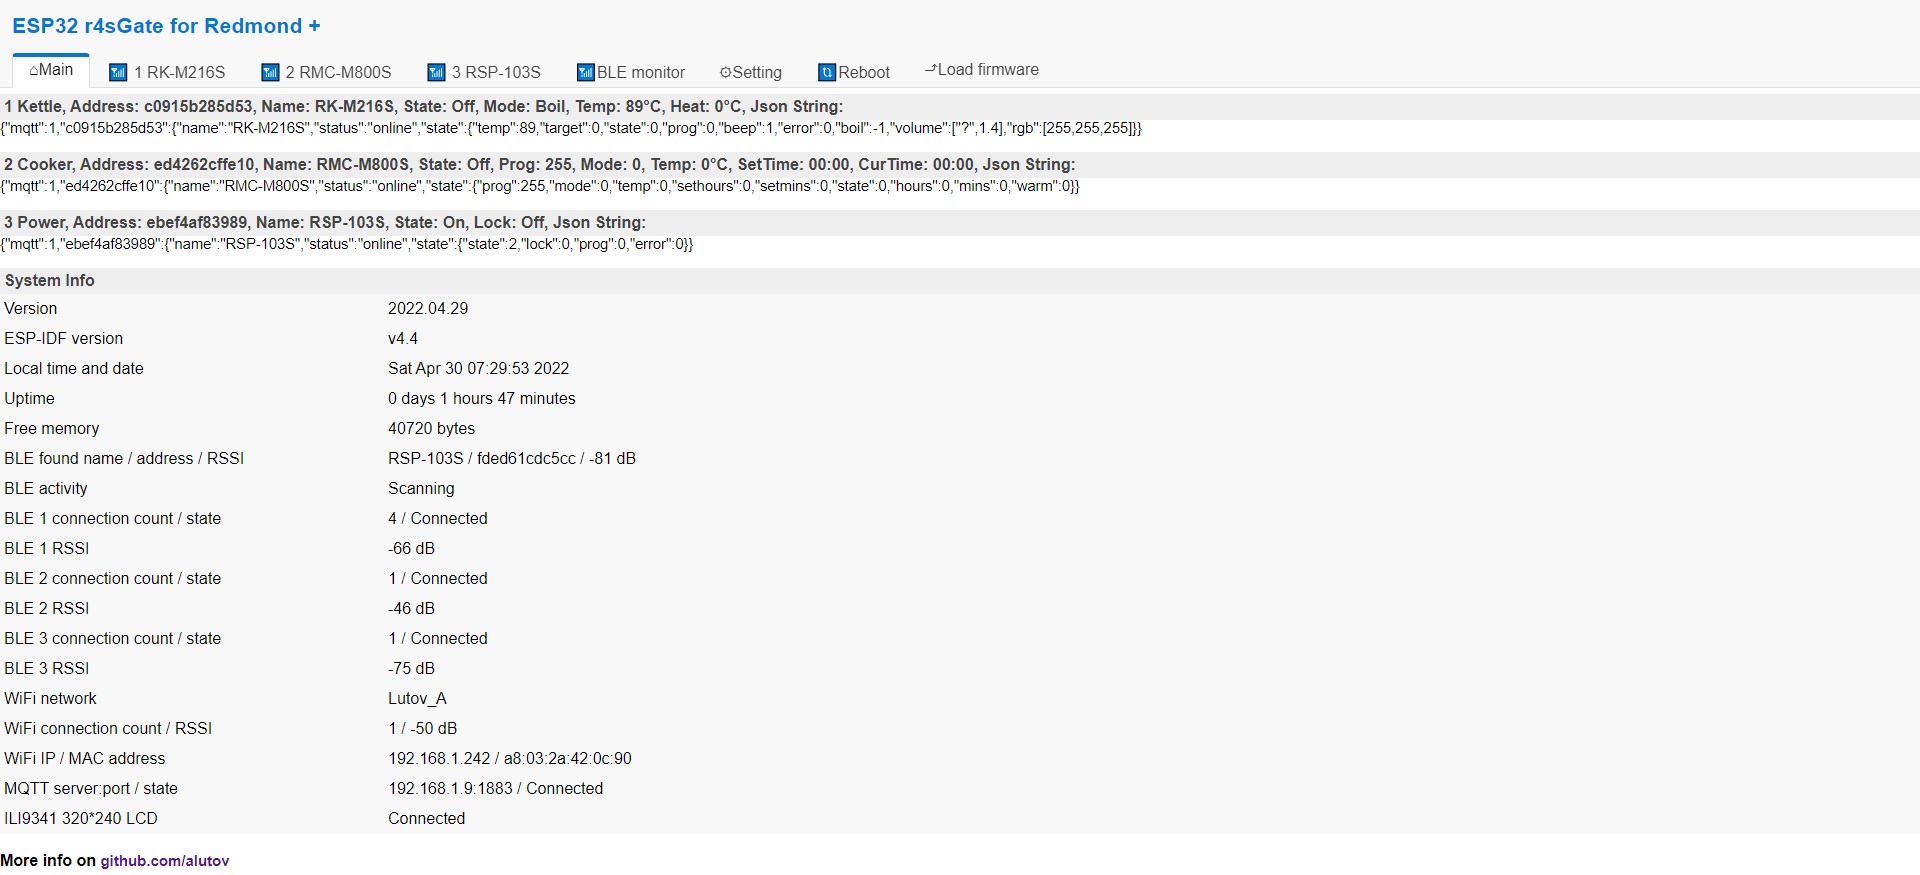 ESP32 r4sGate for Redmond +
⌂Main 1 RK-M216S 2 RMC-M800S 3 RSP-103S BLE monitor ⚙Setting Reboot Load firmware
1 Kettle, Address: c0915b285d53, Name: RK-M216S, State: Off, Mode: Boil, Temp: 89°C, Heat: 0°C, Json String:
{"mqtt":1,"c0915b285d53":{"name":"RK-M216S","status":"online","state":{"temp":89,"target":0,"state":0,"prog":0,"beep":1,"error":0,"boil":-1,"volume":["?",1.4],"rgb":[255,255,255]}}
2 Cooker, Address: ed4262cffe10, Name: RMC-M800S, State: Off, Prog: 255, Mode: 0, Temp: 0°C, SetTime: 00:00, CurTime: 00:00, Json String:
{"mqtt":1,"ed4262cffe10":{"name":"RMC-M800S","status":"online","state":{"prog":255,"mode":0,"temp":0,"sethours":0,"setmins":0,"state":0,"hours":0,"mins":0,"warm":0}}
3 Power, Address: ebef4af83989, Name: RSP-103S, State: On, Lock: Off, Json String:
{"mqtt":1,"ebef4af83989":{"name":"RSP-103S","status":"online","state":{"state":2,"lock":0,"prog":0,"error":0}}
System Info
Version 2022.04.29
ESP-IDF version v4.4
Local time and date Sat Apr 30 07:29:53 2022
Uptime 0 days 1 hours 47 minutes
Free memory 40720 bytes
BLE found name / address / RSSI RSP-103S / fded61cdc5cc / -81 dB
BLE activity Scanning
BLE 1 connection count / state 4 / Connected
BLE 1 RSSI -66 dB
BLE 2 connection count / state 1 / Connected
BLE 2 RSSI -46 dB
BLE 3 connection count / state 1 / Connected
BLE 3 RSSI -75 dB
WiFi network Lutov_A
WiFi connection count / RSSI 1 / -50 dB
WiFi IP / MAC address 192.168.1.242 / a8:03:2a:42:0c:90
MQTT server:port / state 192.168.1.9:1883 / Connected
ILI9341 320*240 LCD Connected
More info on github.com/alutov